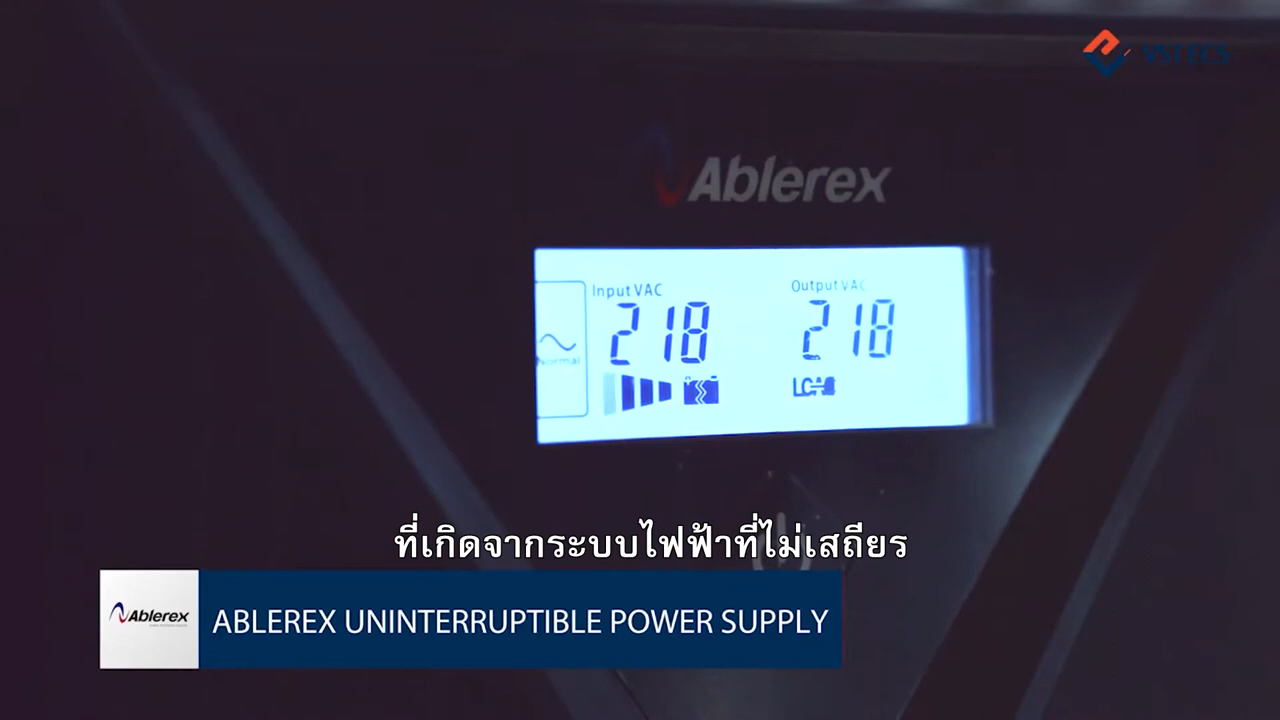 VSTECS
Ablerex
Input VAC
Output VAC
218
218
Normal
LOAD
ที่เกิดจากระบบไฟฟ้าที่ไม่เสถียร
Ablerex
ABLEREX UNINTERRUPTIBLE POWER SUPPLY